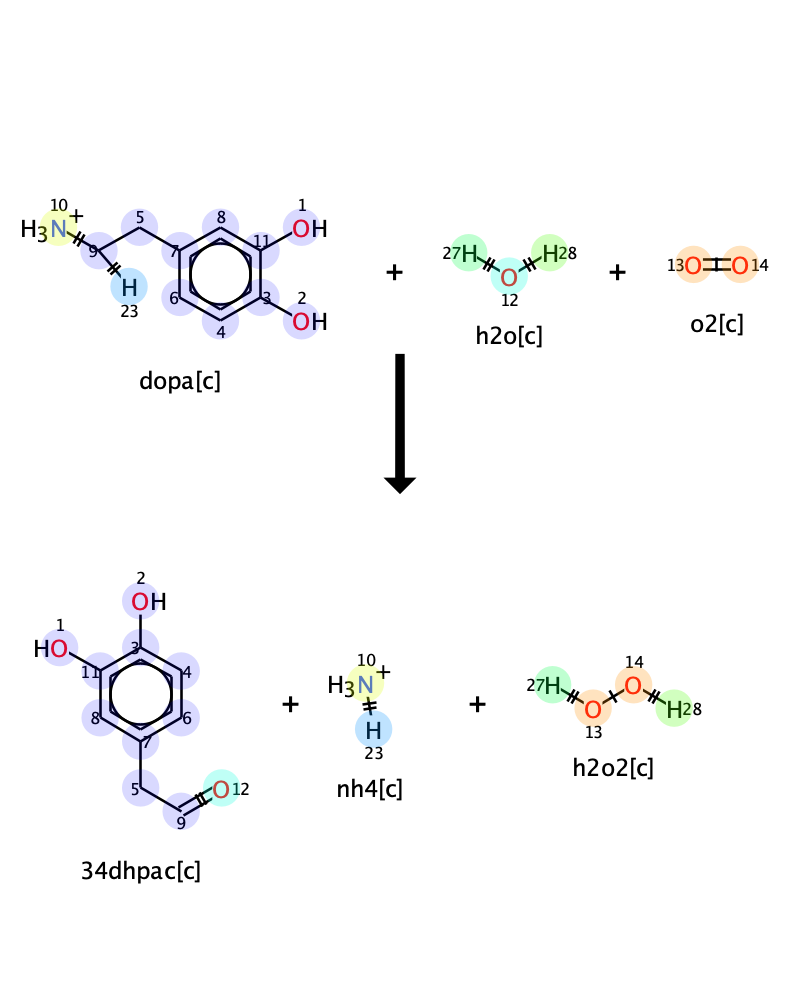 10 5 8 1
H3N+ 9 7 11 OH
H 23 6 3 2
4 OH
dopa[c]
+
27H H28
O
12
h2o[c]
+
13O O14
o2[c]
2
OH
1
HO 3
11 4
8 6
7
5 O12
9
34dhpac[c]
+
10
H3N+
H
23
nh4[c]
+
14
27H O
O H28
13
h2o2[c]